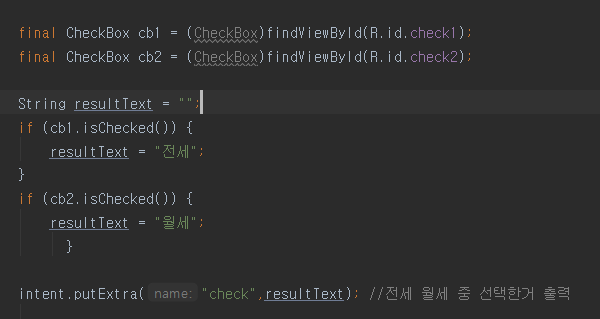 final CheckBox cb1 = (CheckBox)findViewById(R.id.check1);
final CheckBox cb2 = (CheckBox)findViewById(R.id.check2);
String resultText = "";
if (cb1.isChecked()) {
resultText = "전세";
}
if (cb2.isChecked()) {
resultText = "월세";
}
intent.putExtra( name: "check",resultText); //전세 월세 중 선택한거 출력